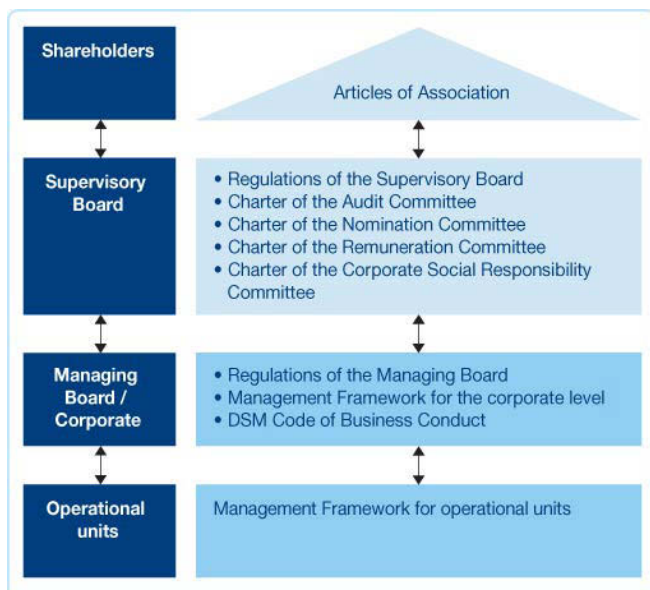 Shareholders
Articles of Association
Supervisory
Board
• Regulations of the Supervisory Board
• Charter of the Audit Committee
• Charter of the Nomination Committee
• Charter of the Remuneration Committee
• Charter of the Corporate Social Responsibility
Committee
Managing
Board /
Corporate
• Regulations of the Managing Board
• Management Framework for the corporate level
• DSM Code of Business Conduct
Operational
units
Management Framework for operational units